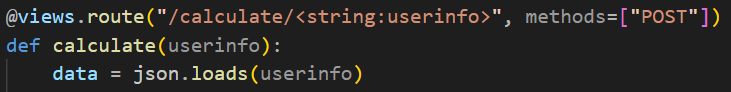 @views.route("/calculate/<string:userinfo>", methods=["POST"])
def calculate(userinfo):
    data = json.loads(userinfo)